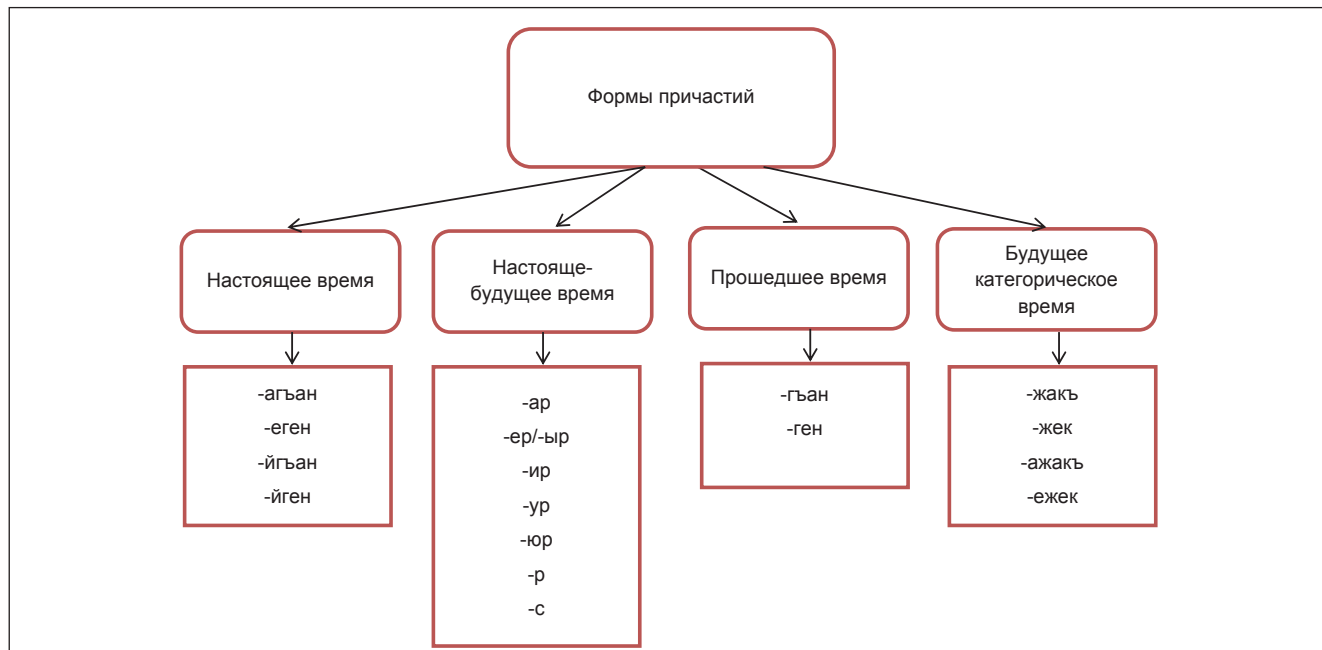 Формы причастий
Настоящее время
Настояще-
будущее время
Прошедшее время
Будущее
категорическое
время
-агъан
-еген
-йгъан
-йген
-ар
-ер/-ыр
-ир
-ур
-юр
-р
-с
-гъан
-ген
-жакъ
-жек
-ажакъ
-ежек